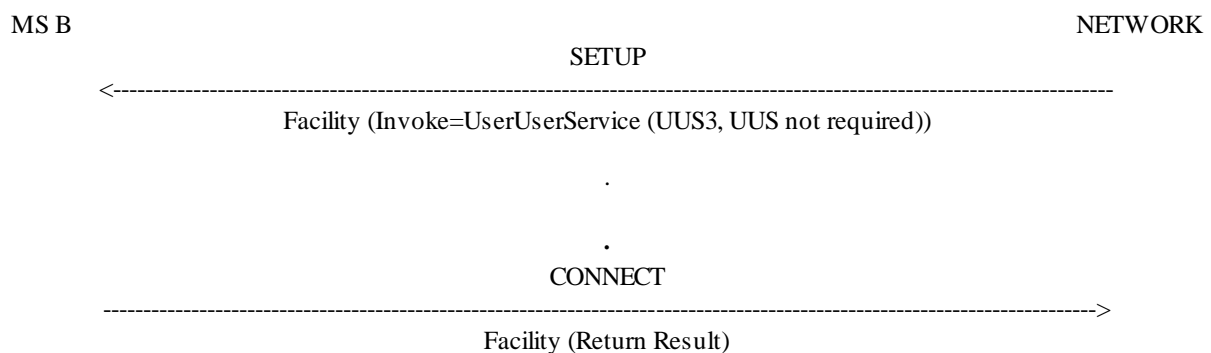 MS B NETWORK
SETUP
<------------------------------------------------------------------------------------------------------------------------------
Facility (Invoke=UserUserService (UUS3, UUS not required))
.
.
CONNECT
------------------------------------------------------------------------------------------------------------------------------>
Facility (Return Result)